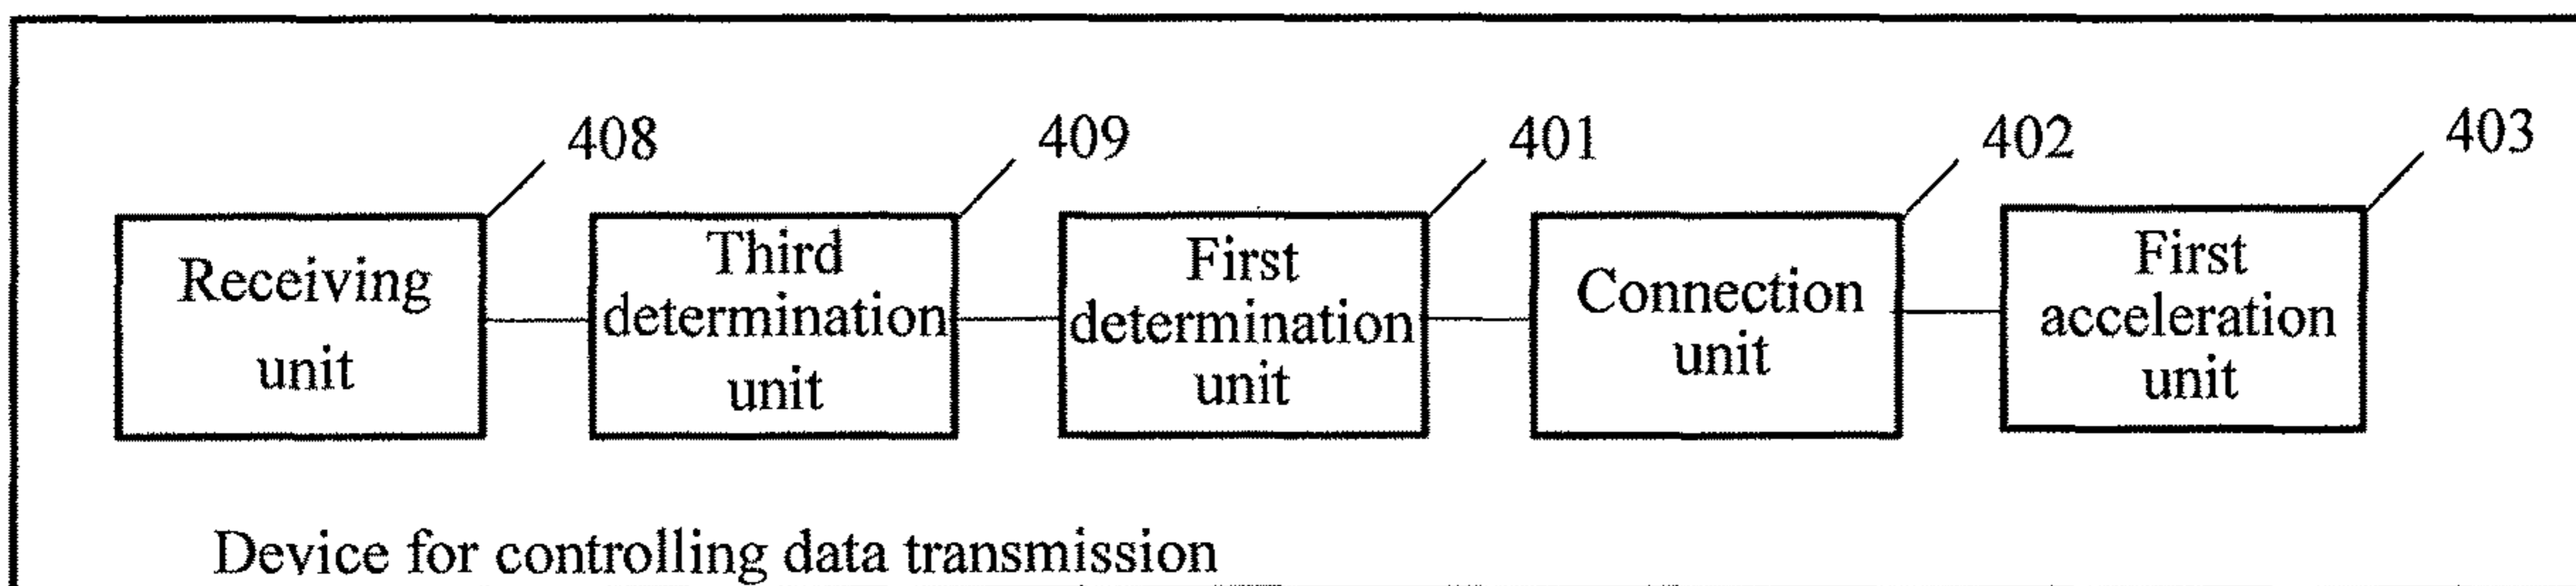 408
409
401
402
403
Receiving
unit
Third
determination
unit
First
determination
unit
Connection
unit
First
acceleration
unit
Device for controlling data transmission